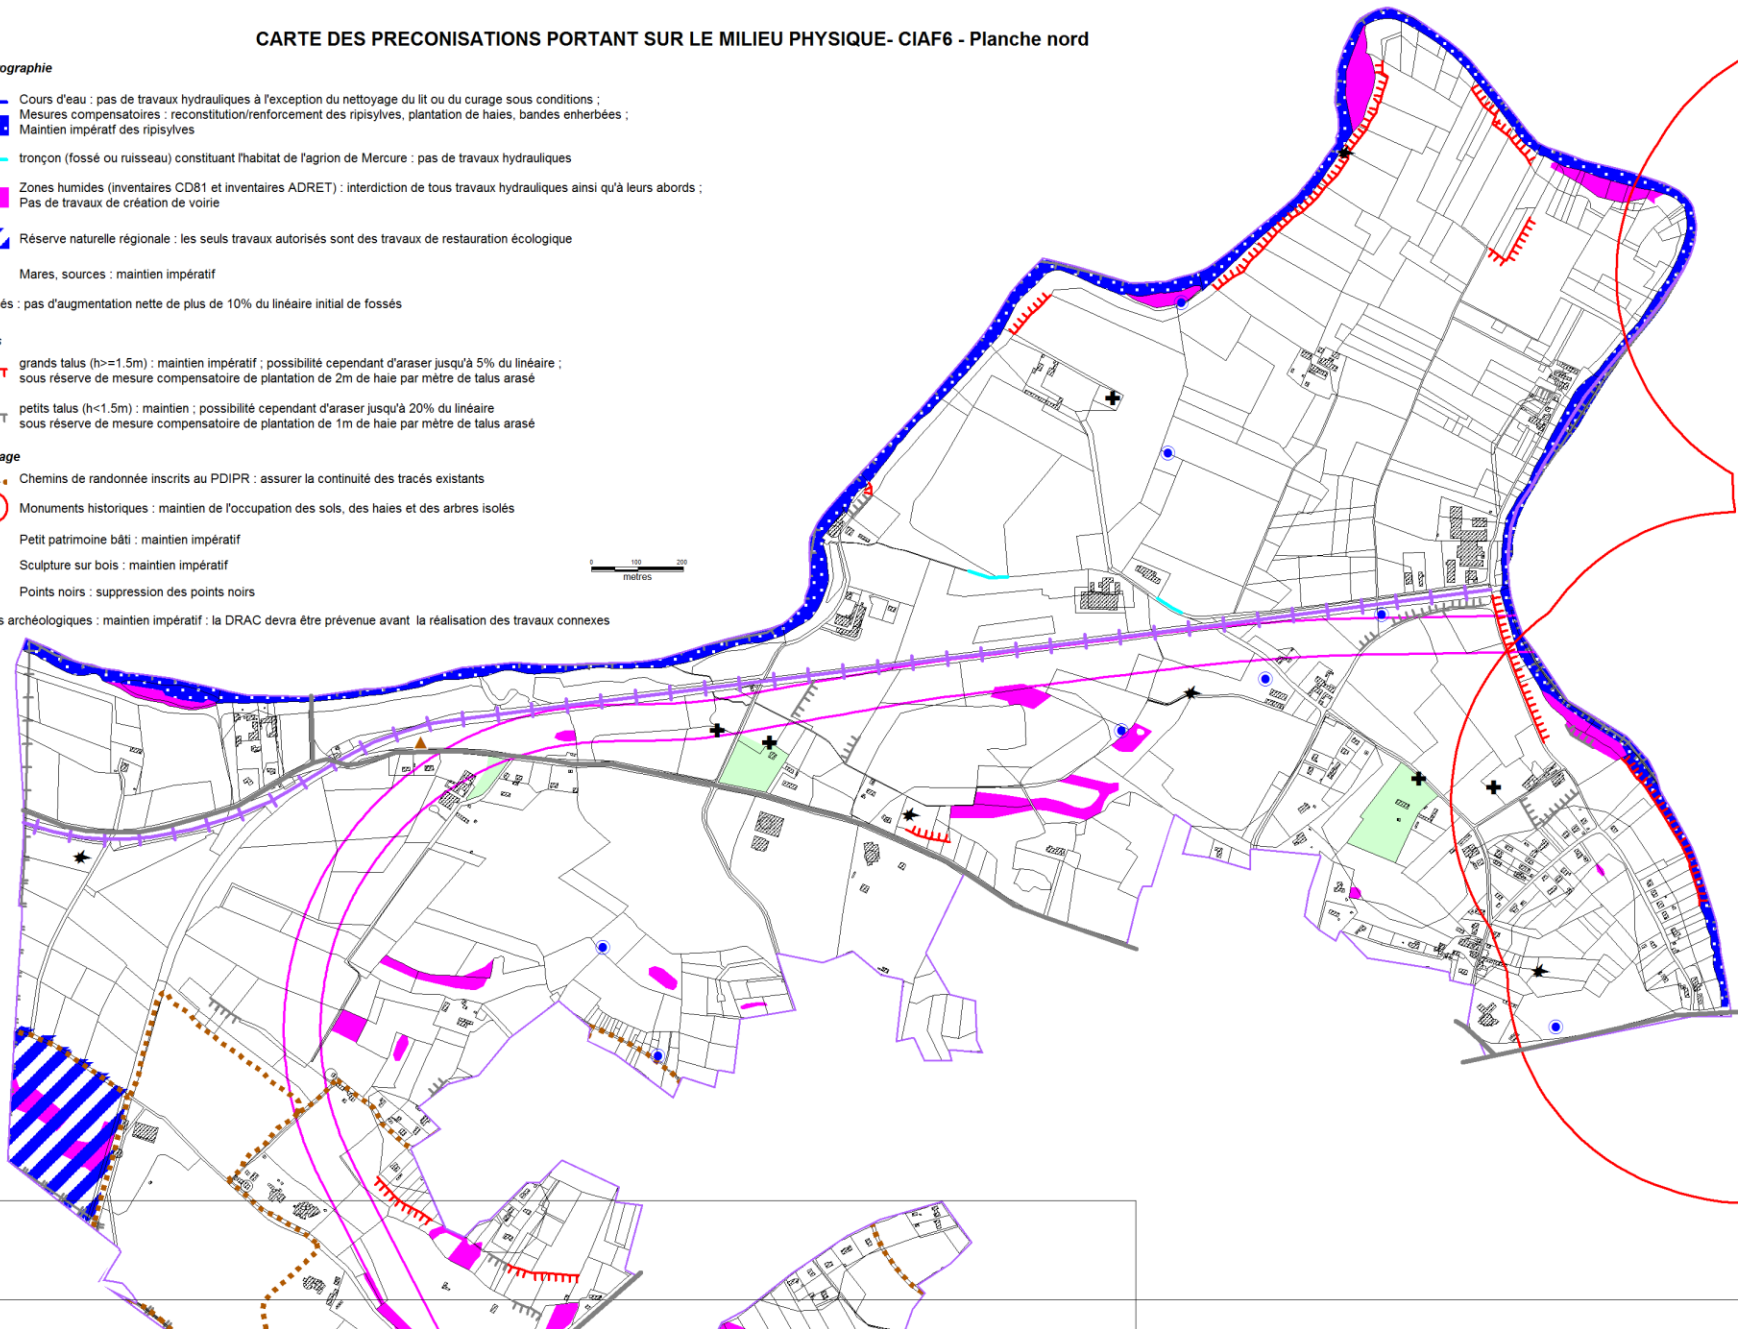 CARTE DES PRECONISATIONS PORTANT SUR LE MILIEU PHYSIQUE- CIAF6 - Planche nord
ographie
Cours d'eau : pas de travaux hydrauliques à l'exception du nettoyage du lit ou du curage sous conditions ;
Mesures compensatoires : reconstitution/renforcement des ripisylves, plantation de haies, bandes enherbées ;
Maintien impératf des ripisylves
tronçon (fossé ou ruisseau) constituant l'habitat de l'agrion de Mercure : pas de travaux hydrauliques
Zones humides (inventaires CD81 et inventaires ADRET) : interdiction de tous travaux hydrauliques ainsi qu'à leurs abords ;
Pas de travaux de création de voirie
Réserve naturelle régionale : les seuls travaux autorisés sont des travaux de restauration écologique
Mares, sources : maintien impératif
és : pas d'augmentation nette de plus de 10% du linéaire initial de fossés
s
grands talus (h>=1.5m) : maintien impératif ; possibilité cependant d'araser jusqu'à 5% du linéaire ;
sous réserve de mesure compensatoire de plantation de 2m de haie par mètre de talus arasé
petits talus (h<1.5m) : maintien ; possibilité cependant d'araser jusqu'à 20% du linéaire
sous réserve de mesure compensatoire de plantation de 1m de haie par mètre de talus arasé
age
Chemins de randonnée inscrits au PDIPR : assurer la continuité des tracés existants
Monuments historiques : maintien de l'occupation des sols, des haies et des arbres isolés
Petit patrimoine bâti : maintien impératif
Sculpture sur bois : maintien impératif
Points noirs : suppression des points noirs
s archéologiques : maintien impératif : la DRAC devra être prévenue avant la réalisation des travaux connexes
0 100 200
metres